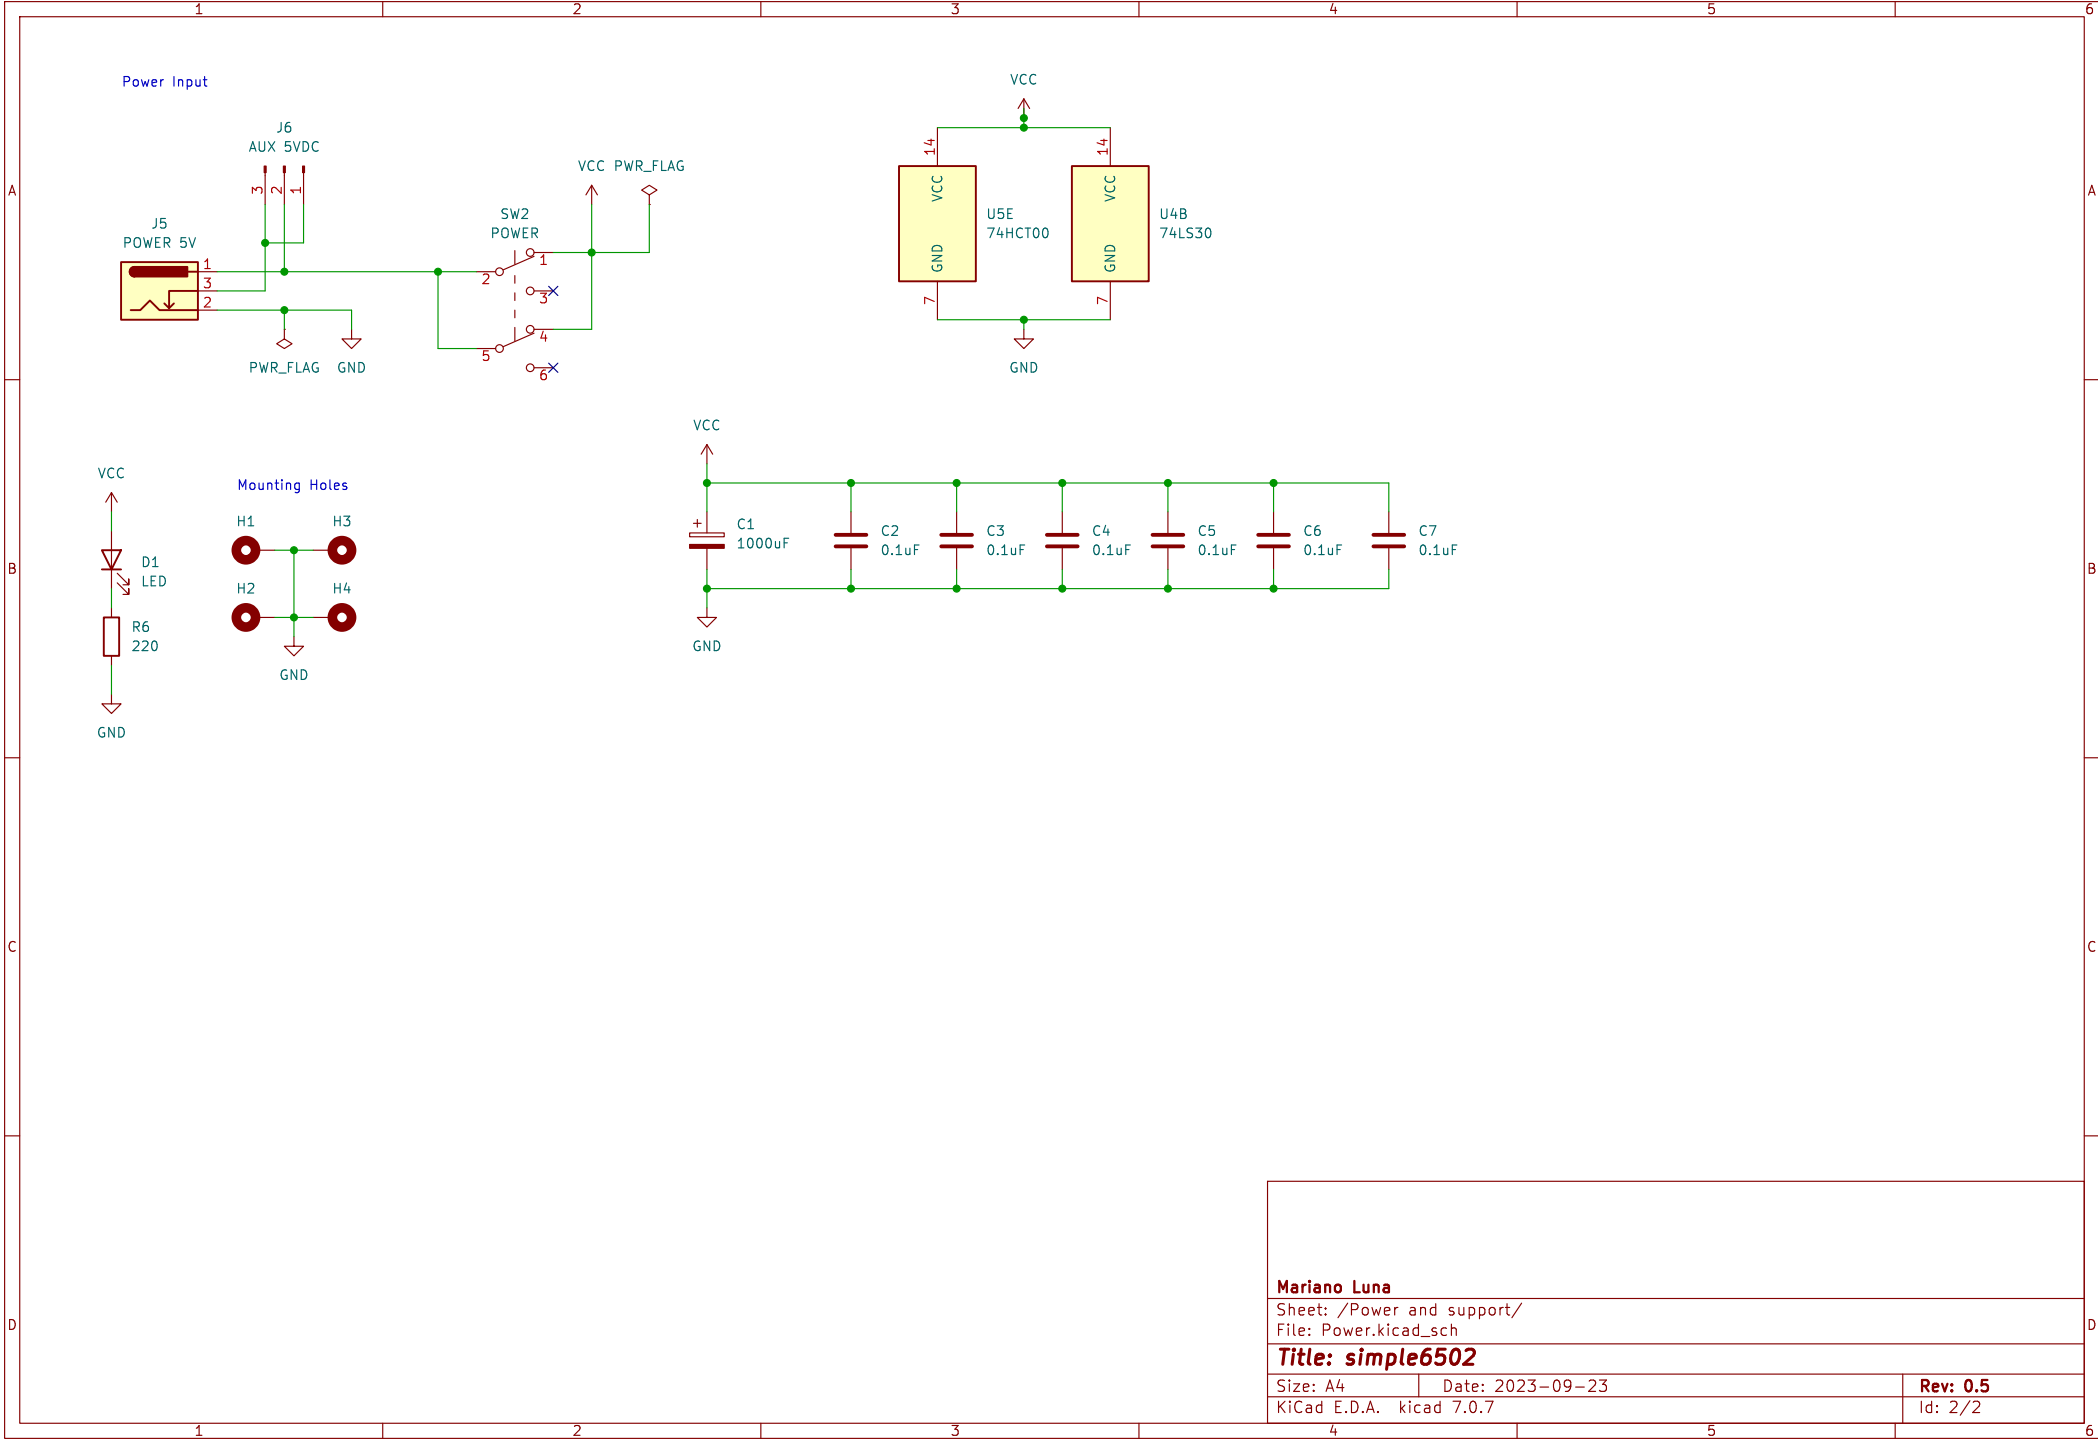 1 2 3 4 5 6
A
B
C
D
A
B
C
D
Power Input
J6
AUX 5VDC
3 2 1
J5
POWER 5V
1
3
2
PWR_FLAG GND
SW2
POWER
2
1
3
4
5
6
VCC PWR_FLAG
VCC
14 14
VCC VCC
GND GND
U5E
74HCT00
U4B
74LS30
7 7
GND
VCC
D1
LED
R6
220
GND
Mounting Holes
H1 H3
H2 H4
GND
VCC
+
C1
1000uF
C2
0.1uF
C3
0.1uF
C4
0.1uF
C5
0.1uF
C6
0.1uF
C7
0.1uF
GND
Mariano Luna
Sheet: /Power and support/
File: Power.kicad_sch
Title: simple6502
Size: A4 Date: 2023-09-23 Rev: 0.5
KiCad E.D.A. kicad 7.0.7 Id: 2/2
1 2 3 4 5 6